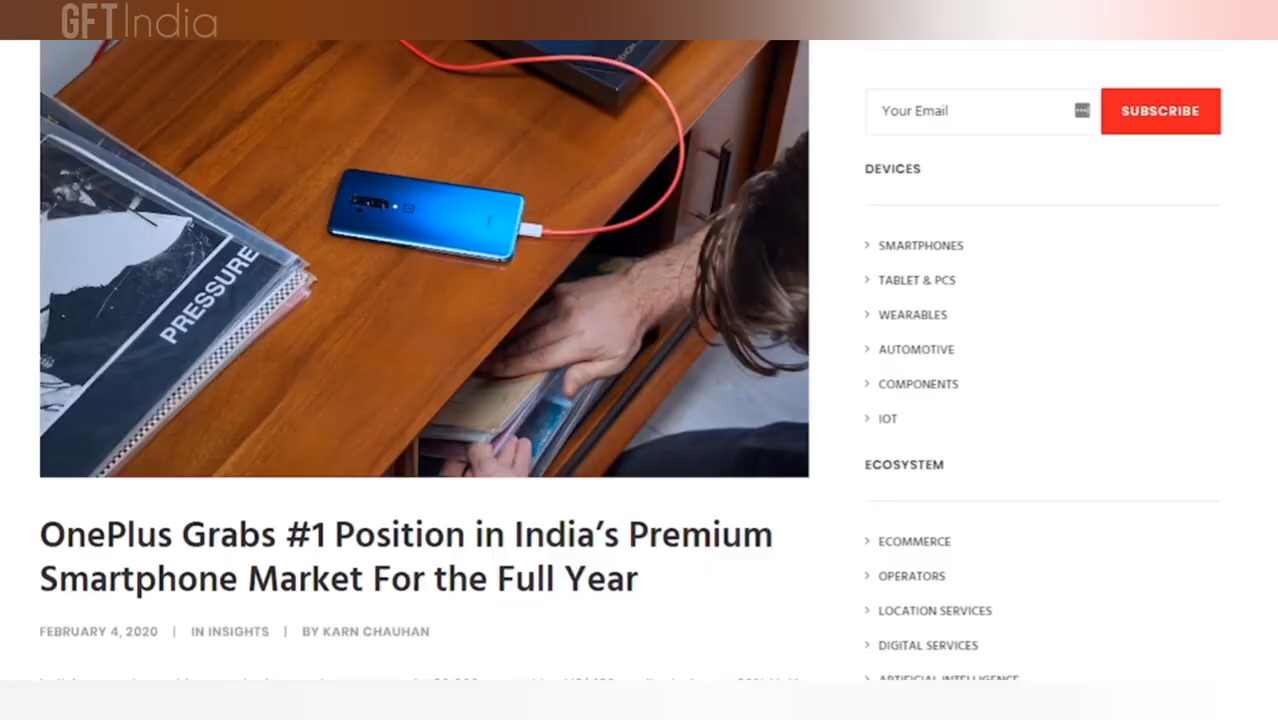 GFTIndia
PRESSURE
Your Email
SUBSCRIBE
DEVICES
SMARTPHONES
TABLET & PCS
WEARABLES
AUTOMOTIVE
COMPONENTS
IOT
ECOSYSTEM
ECOMMERCE
OPERATORS
LOCATION SERVICES
DIGITAL SERVICES
ARTIFICIAL INTELLIGENCE
OnePlus Grabs #1 Position in India’s Premium
Smartphone Market For the Full Year
FEBRUARY 4, 2020 | IN INSIGHTS | BY KARN CHAUHAN